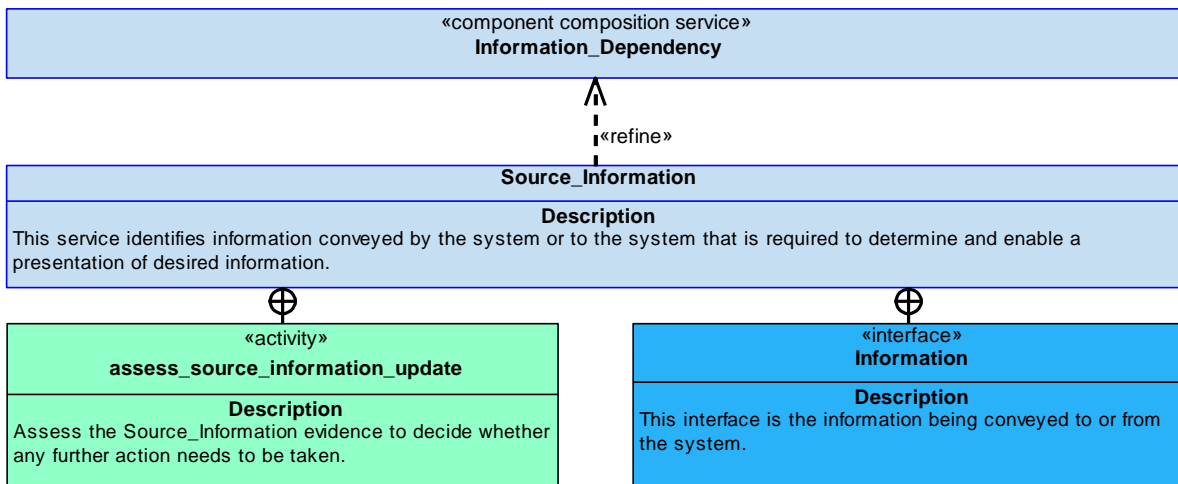 «component composition service»
Information_Dependency
«refine»
Source_Information
Description
This service identifies information conveyed by the system or to the system that is required to determine and enable a
presentation of desired information.
«activity»
assess_source_information_update
Description
Assess the Source_Information evidence to decide whether
any further action needs to be taken.
«interface»
Information
Description
This interface is the information being conveyed to or from
the system.